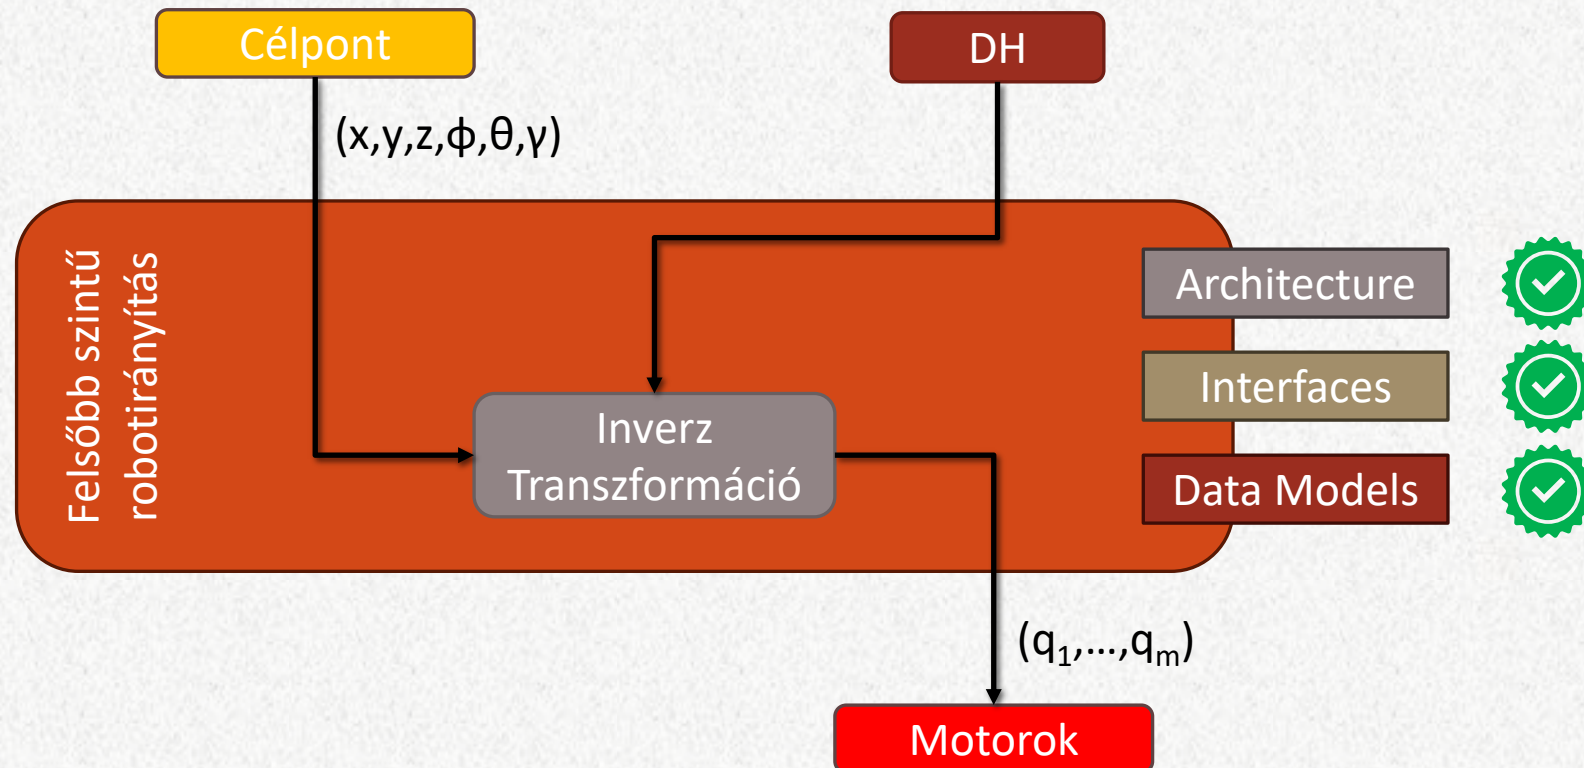 Célpont
DH
(x,y,z,ϕ,θ,γ)
Felsőbb szintű
robotirányítás
Architecture
Interfaces
Inverz
Transzformáció
Data Models
(q₁,...,qₘ)
Motorok